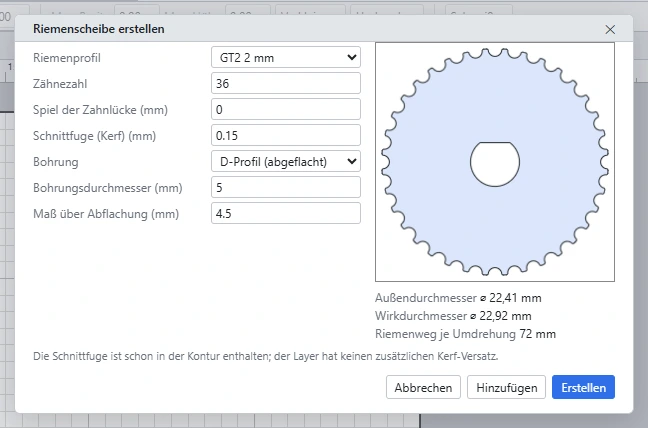 Riemenscheibe erstellen
Riemenprofil GT2 2 mm
Zähnezahl 36
Spiel der Zahnlücke (mm) 0
Schnittfuge (Kerf) (mm) 0.15
Bohrung D-Profil (abgeflacht)
Bohrungsdurchmesser (mm) 5
Maß über Abflachung (mm) 4.5
Außendurchmesser ⌀ 22,41 mm
Wirkdurchmesser ⌀ 22,92 mm
Riemenweg je Umdrehung 72 mm
Die Schnittfuge ist schon in der Kontur enthalten; der Layer hat keinen zusätzlichen Kerf-Versatz.
Abbrechen Hinzufügen Erstellen